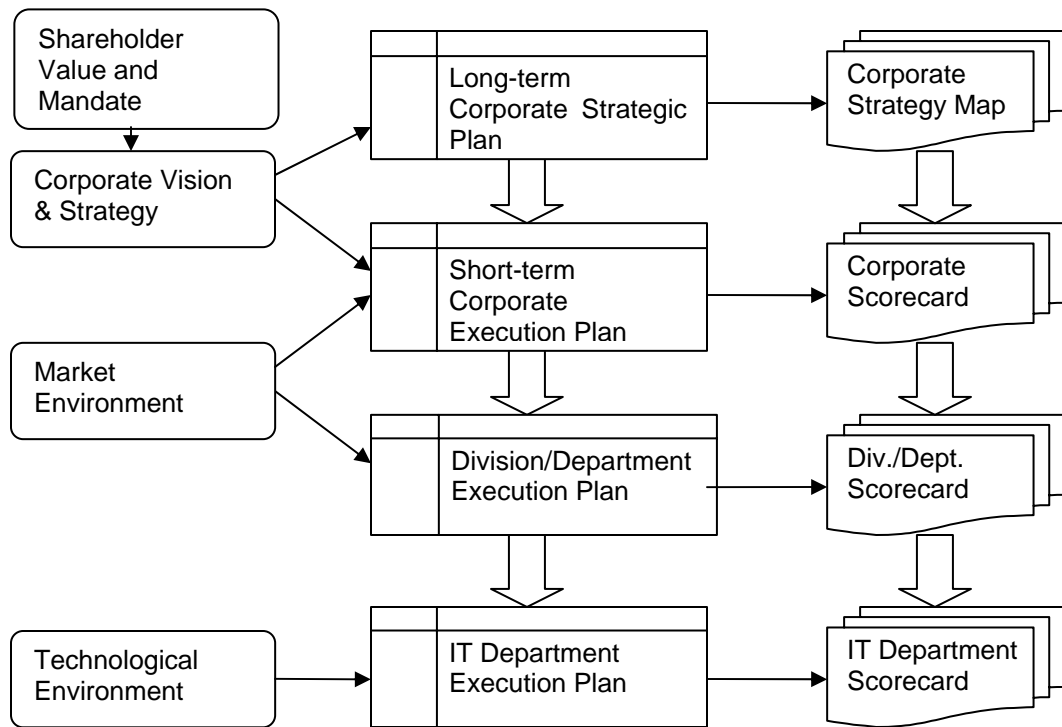 Shareholder
Value and
Mandate
Long-term
Corporate Strategic
Plan
Corporate
Strategy Map
Corporate Vision
& Strategy
Short-term
Corporate
Execution Plan
Corporate
Scorecard
Market
Environment
Division/Department
Execution Plan
Div./Dept.
Scorecard
Technological
Environment
IT Department
Execution Plan
IT Department
Scorecard